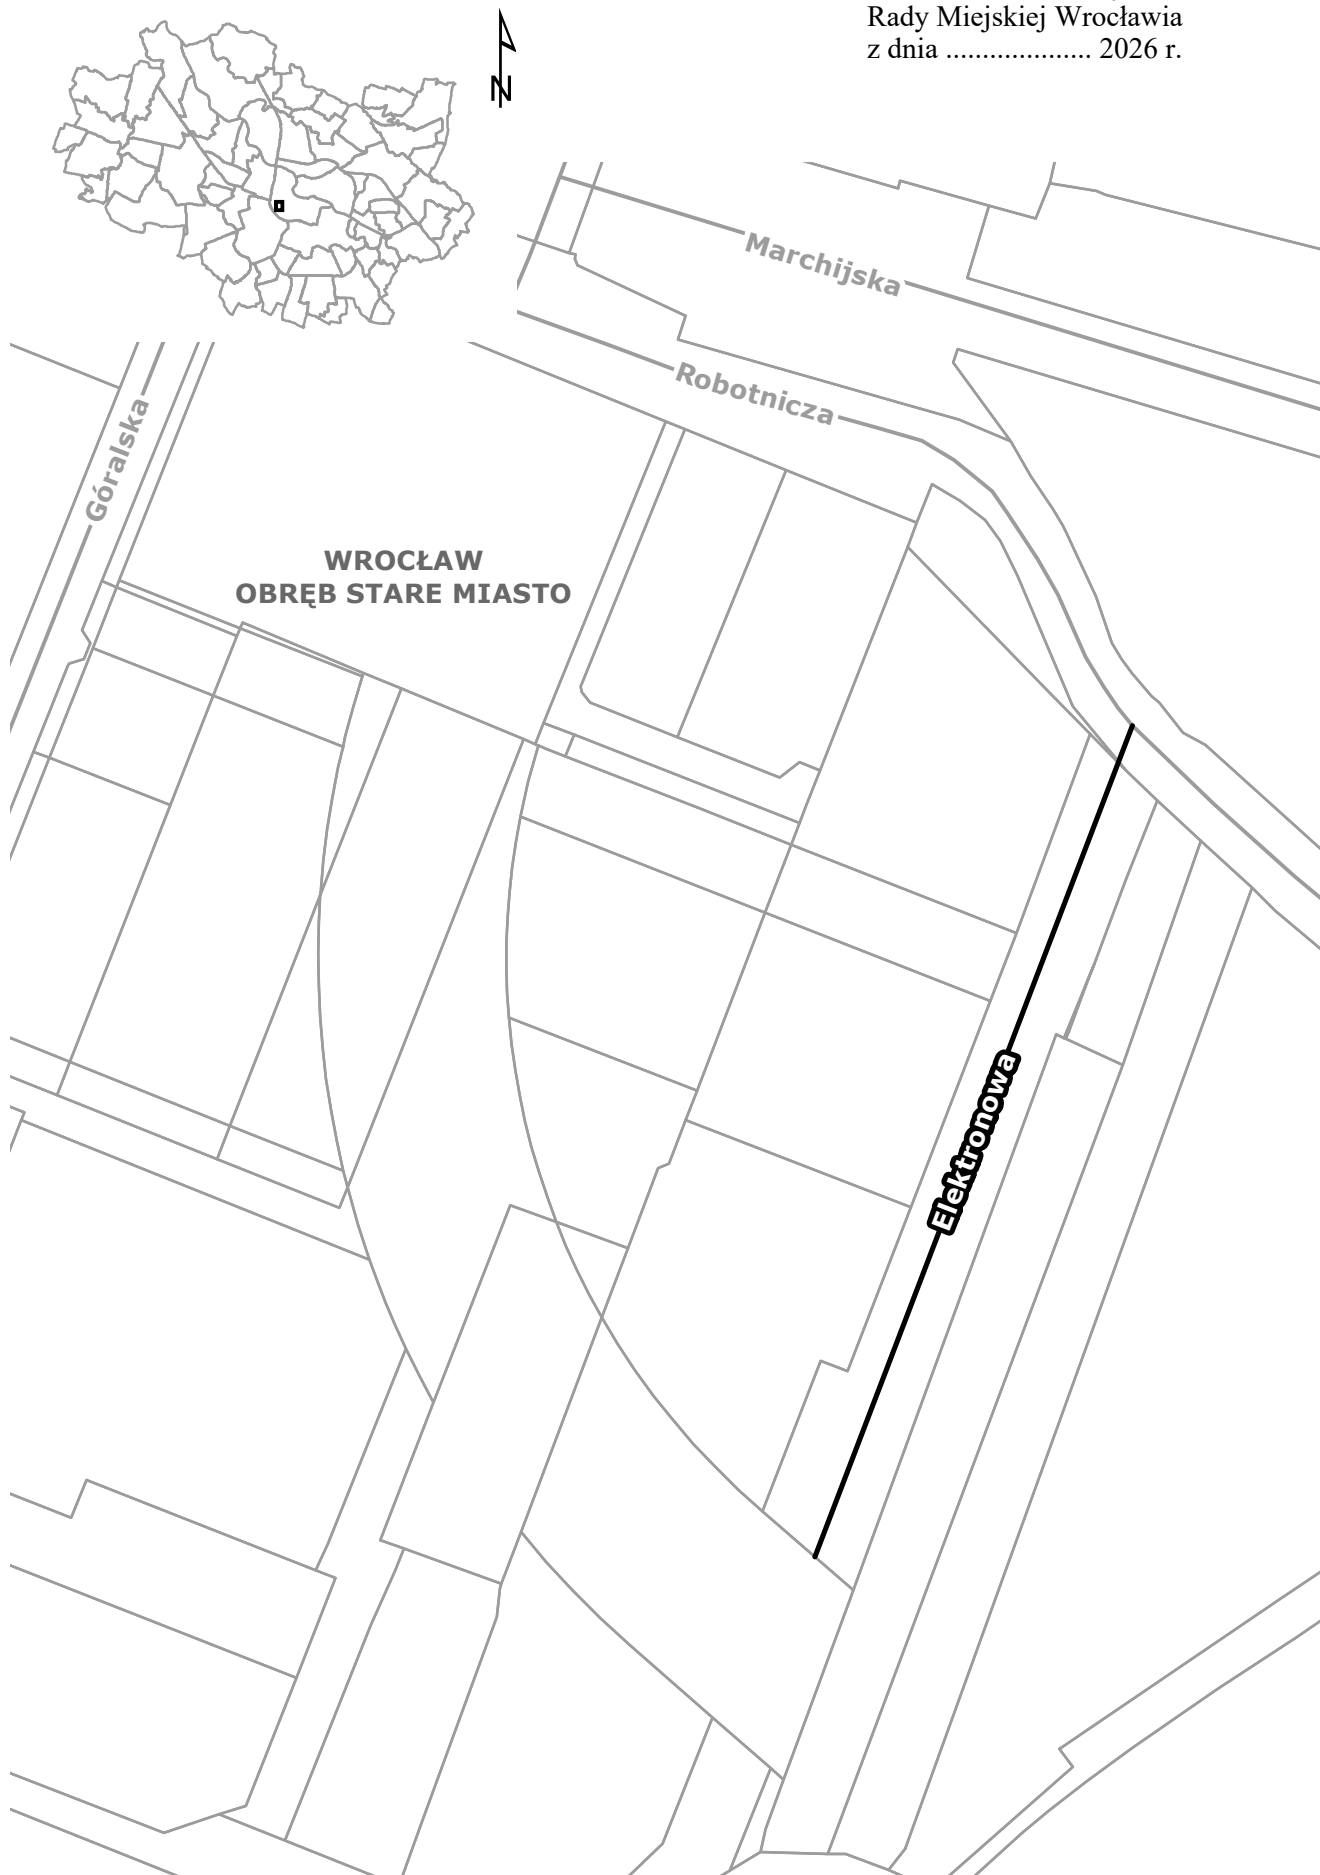 Rady Miejskiej Wrocławia
z dnia .................... 2026 r.
N
Marchijska
Robotnicza
Góralska
WROCŁAW
OBRĘB STARE MIASTO
Elektronowa